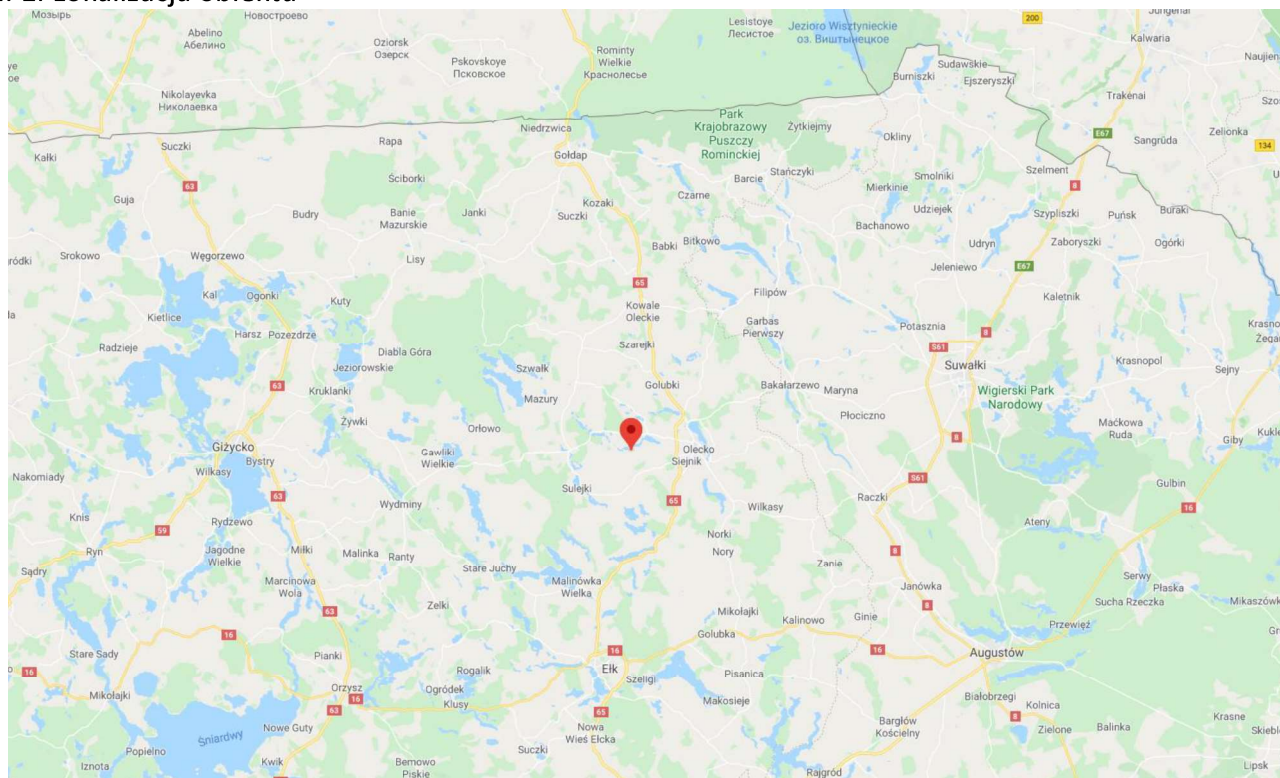 Мозырь
Новостроево
Abelino
Абелино
Oziorsk
Озерск
Pskovskoye
Псковское
Rominty
Wielkie
Краснолесье
Lesistoye
Лесистое
Jezioro Wisztynieckie
оз. Виштынецкое
200
Kalwaria
Sudawskie
Burniszki
Ejszeryszki
Trakenai
Nikolayevka
Николаевка
Niedrzwica
Park
Krajobrazowy
Puszczy
Rominckiej
Żytkiejmy
Okliny
E67
Sangrūda
Zelionka
134
Kałki
Suczki
Rapa
Gołdap
Stańczyki
Barcie
Smolniki
Szelment
63
Ściborki
Czarne
Mierkinie
8
Guja
Budry
Banie
Mazurskie
Janki
Kozaki
Suczki
Udziejek
Szypliszki
Puńsk
Buraki
Bachanowo
Babki
Bitkowo
Udryn
Zaboryszki
Ogórki
Srokowo
Węgorzewo
Lisy
Jeleniewo
E67
65
Kal
Ogonki
Kuty
Filipów
Kaletnik
Kietlice
Kowale
Oleckie
Garbas
Pierwszy
Potasznia
8
Harsz
Pozezdrze
Radzieje
Diabla Góra
Szarejki
S61
Suwałki
Krasnopol
Sejny
Jeziorowskie
Szwałk
63
Kruklanki
Mazury
Golubki
Bakałarzewo
Maryna
Wigierski Park
Narodowy
Żywki
Orłowo
Płociczno
Maćkowa
Ruda
8
Giby
Giżycko
Wilkasy
Bystry
Gawliki
Wielkie
Olecko
Siejnik
Nakomiady
S61
Gulbin
Sulejki
63
65
Raczki
Wydminy
Wilkasy
16
Knis
Rydzewo
Ateny
59
Norki
Ryn
Jagodne
Wielkie
Miłki
Malinka
Ranty
Nory
8
Sądry
Stare Juchy
Zanie
Marcinowa
Wola
Malinówka
Wielka
Janówka
Serwy
Płaska
63
Zelki
8
Sucha Rzeczka
Mikaszówk
Mikołajki
Kalinowo
Ginie
Przewięź
16
Golubka
Stare Sady
Pianki
16
16
Augustów
16
Rogalik
Ełk
Szeligi
Pisanica
Mikołajki
Orzysz
16
Ogródek
Klusy
Makosieje
Białobrzegi
Kolnica
63
65
8
Krasne
Nowe Guty
Śniardwy
Nowa
Wieś Ełcka
Bargłów
Kościelny
Zielone
Balinka
Popielno
Suczki
Kwik
Bemowo
Piskie
Iznota
Rajgród
Lipsk